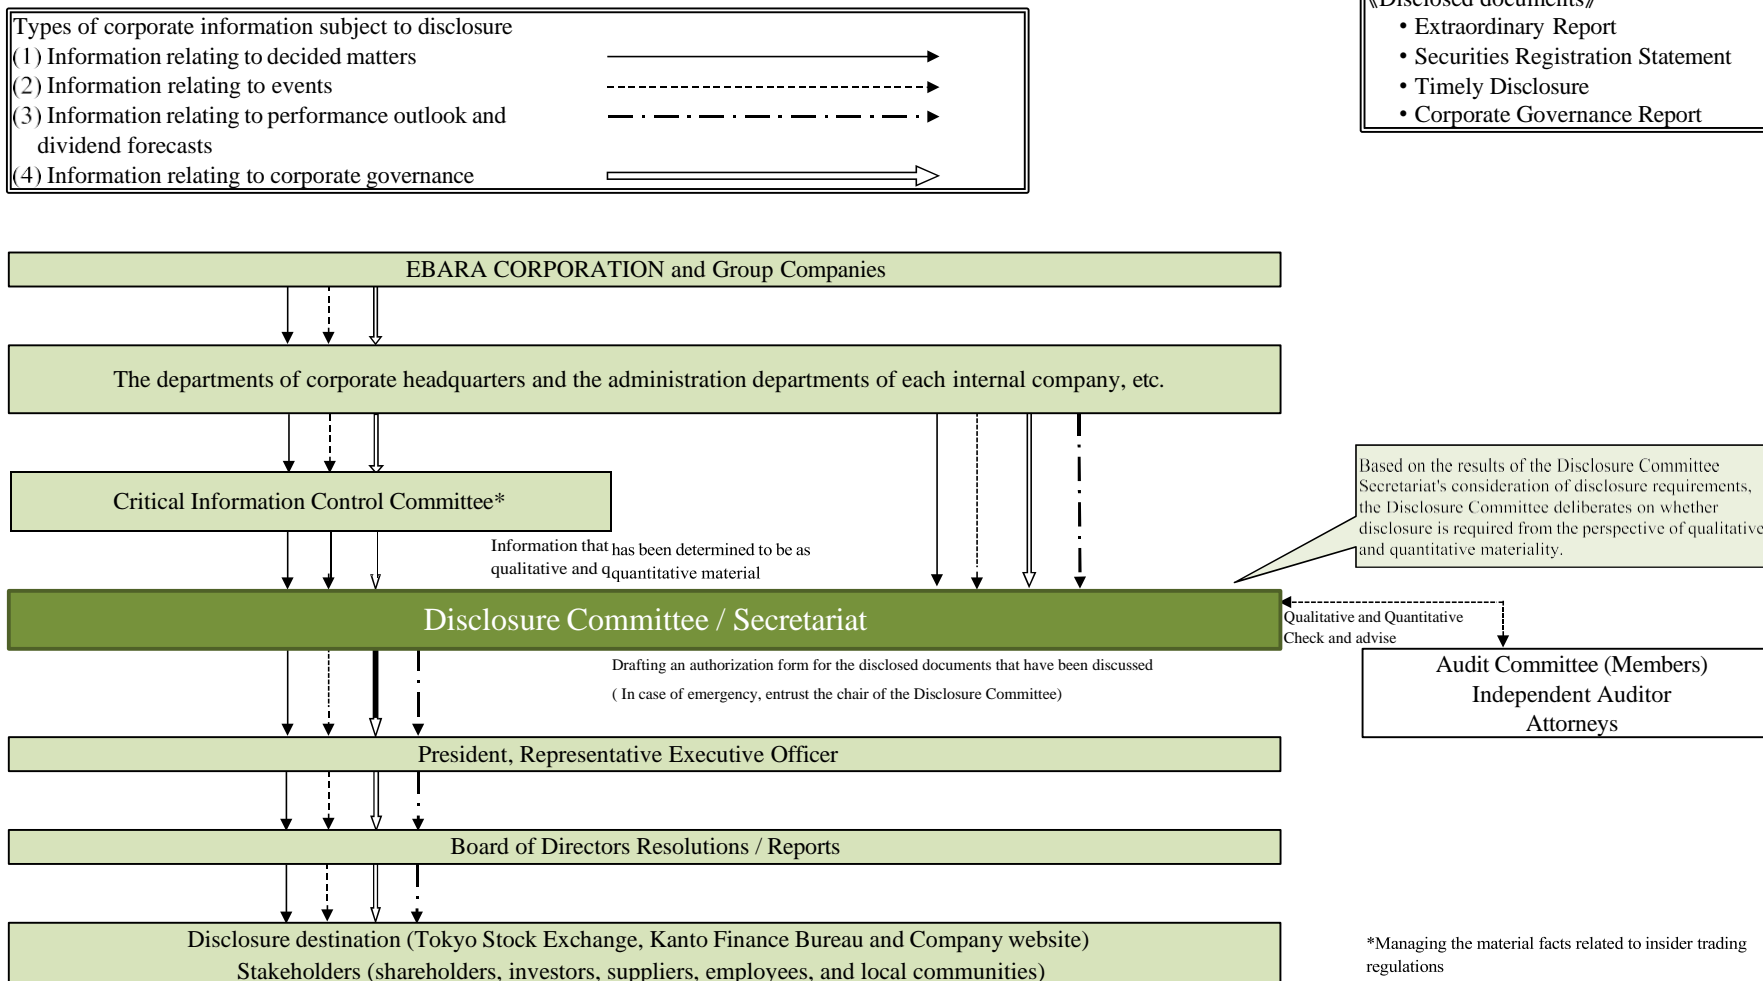 Types of corporate information subject to disclosure
(1) Information relating to decided matters
(2) Information relating to events
(3) Information relating to performance outlook and
dividend forecasts
(4) Information relating to corporate governance
《Disclosed documents》
• Extraordinary Report
• Securities Registration Statement
• Timely Disclosure
• Corporate Governance Report
EBARA CORPORATION and Group Companies
The departments of corporate headquarters and the administration departments of each internal company, etc.
Critical Information Control Committee*
Information that has been determined to be as
qualitative and q quantitative material
Based on the results of the Disclosure Committee
Secretariat's consideration of disclosure requirements,
the Disclosure Committee deliberates on whether
disclosure is required from the perspective of qualitative
and quantitative materiality.
Disclosure Committee / Secretariat
Qualitative and Quantitative
Check and advise
Drafting an authorization form for the disclosed documents that have been discussed
( In case of emergency, entrust the chair of the Disclosure Committee)
Audit Committee (Members)
Independent Auditor
Attorneys
President, Representative Executive Officer
Board of Directors Resolutions / Reports
Disclosure destination (Tokyo Stock Exchange, Kanto Finance Bureau and Company website)
Stakeholders (shareholders, investors, suppliers, employees, and local communities)
*Managing the material facts related to insider trading
regulations